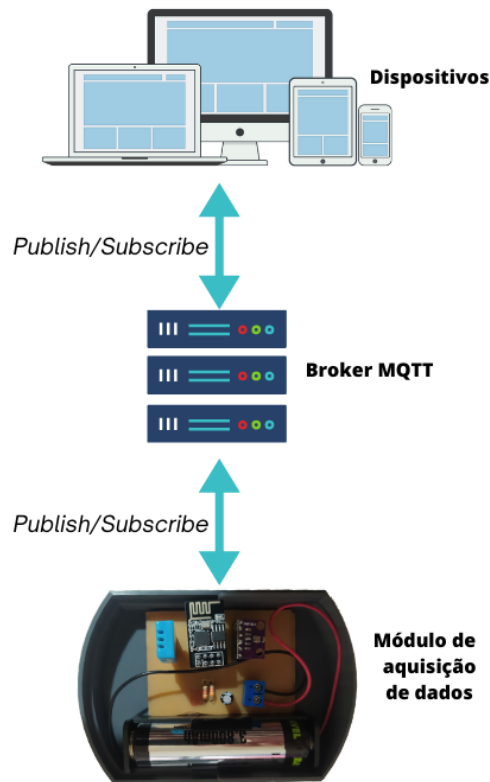 Dispositivos
Publish/Subscribe
Broker MQTT
Publish/Subscribe
Módulo de
aquisição
de dados